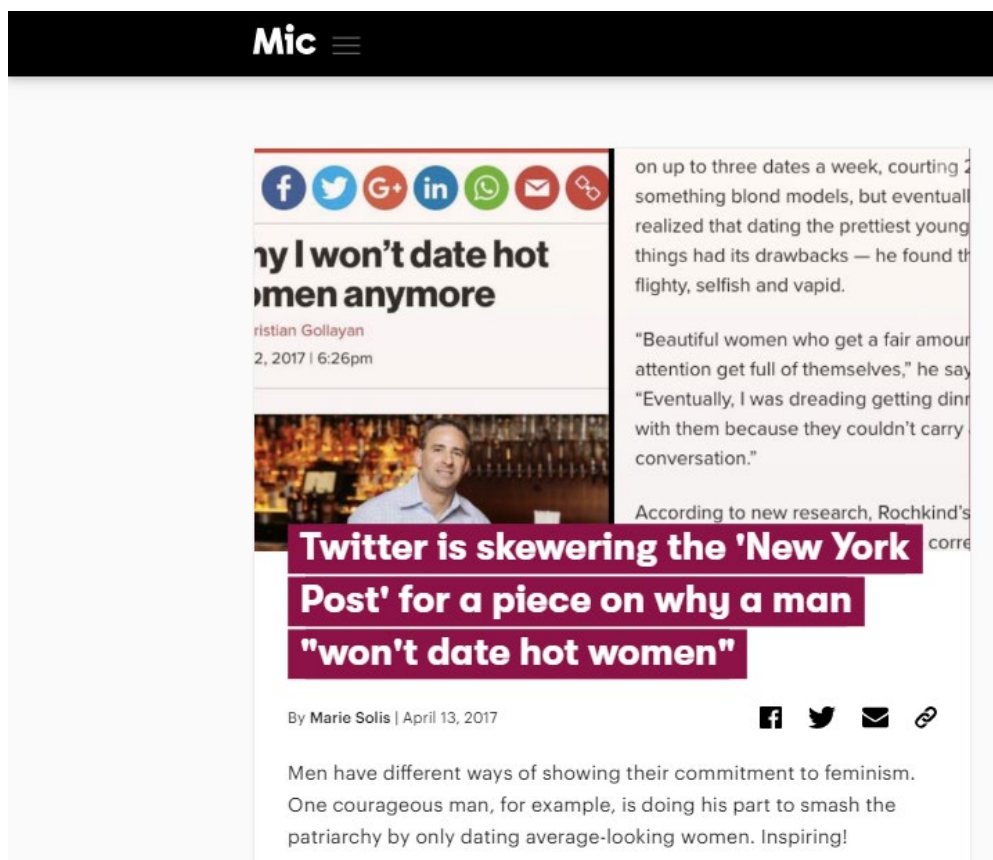 Mic
f
G+
in
ny I won't date hot
omen anymore
ristian Gollayan
2, 2017 | 6:26pm
on up to three dates a week, courting 2
something blond models, but eventuall
realized that dating the prettiest young
things had its drawbacks — he found th
flighty, selfish and vapid.
"Beautiful women who get a fair amour
attention get full of themselves," he say
"Eventually, I was dreading getting dinr
with them because they couldn't carry
conversation."
According to new research, Rochkind's
corre
Twitter is skewering the 'New York
Post' for a piece on why a man
"won't date hot women"
By Marie Solis | April 13, 2017
Men have different ways of showing their commitment to feminism.
One courageous man, for example, is doing his part to smash the
patriarchy by only dating average-looking women. Inspiring!